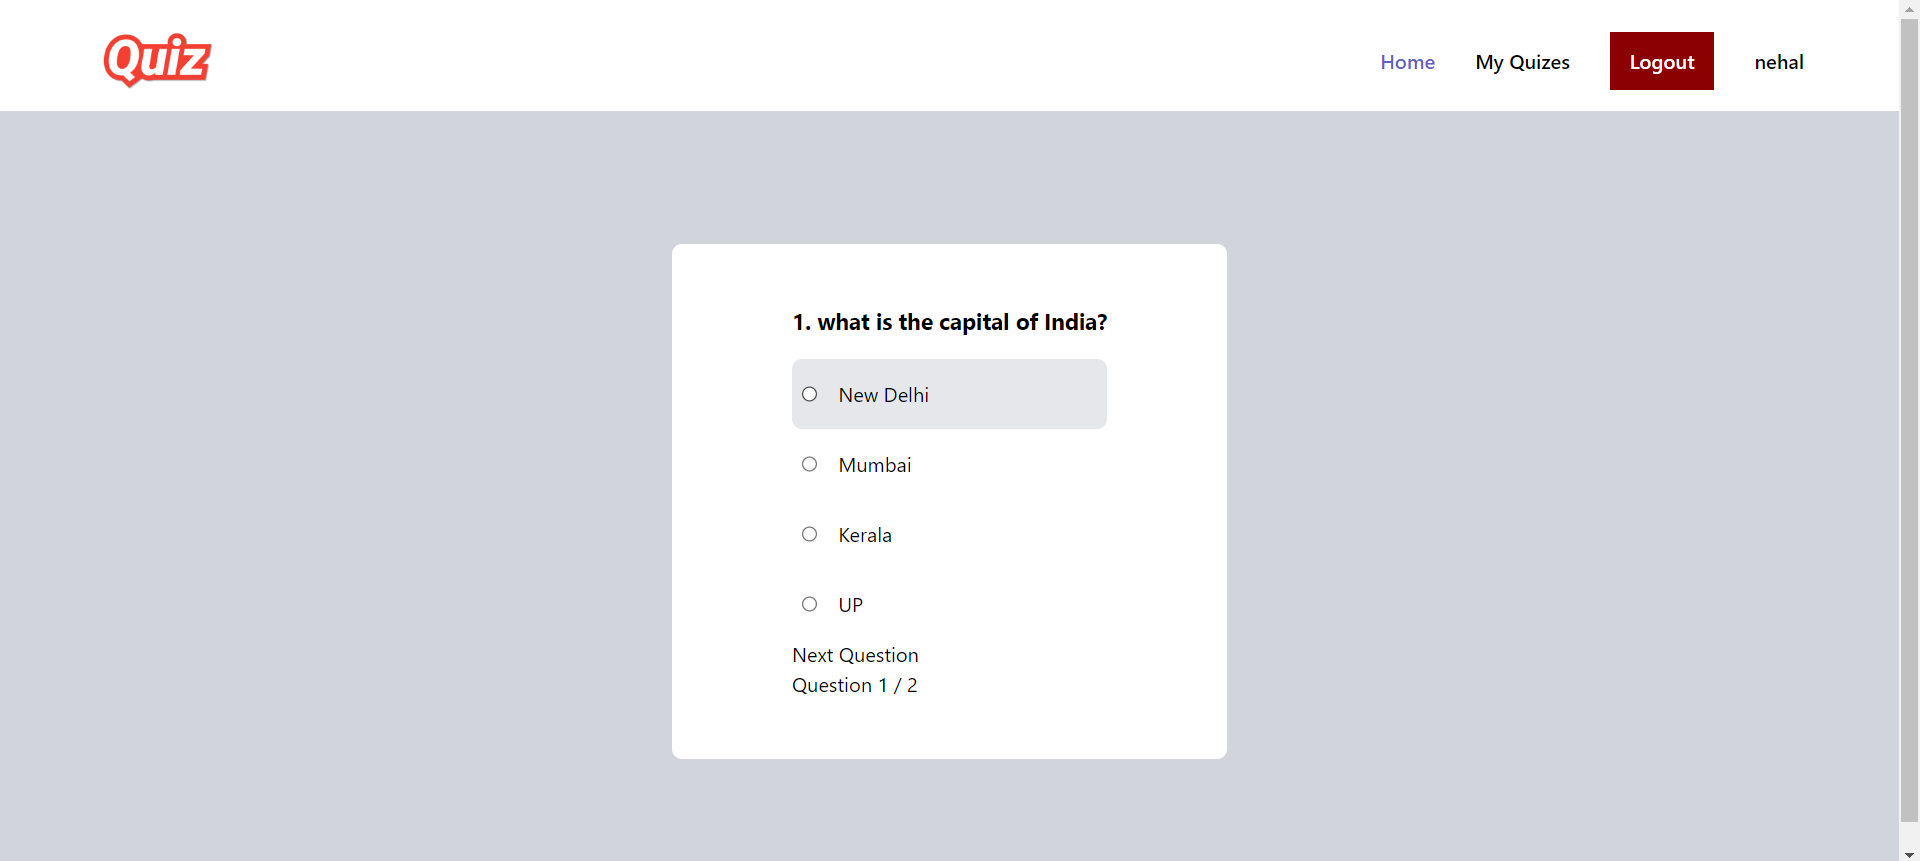 Quiz
Home My Quizes Logout nehal
1. what is the capital of India?
New Delhi
Mumbai
Kerala
UP
Next Question
Question 1 / 2